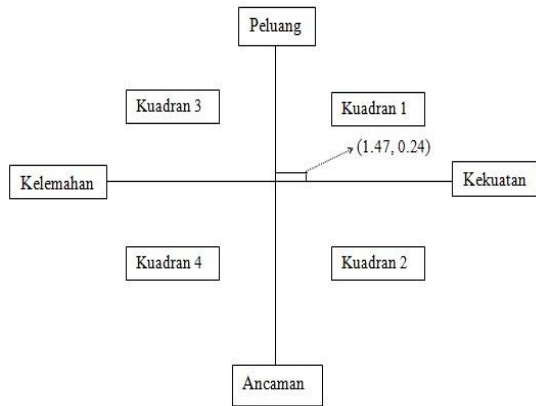 Peluang
Kuadran 3
Kuadran 1
(1.47, 0.24)
Kelemahan
Kekuatan
Kuadran 4
Kuadran 2
Ancaman